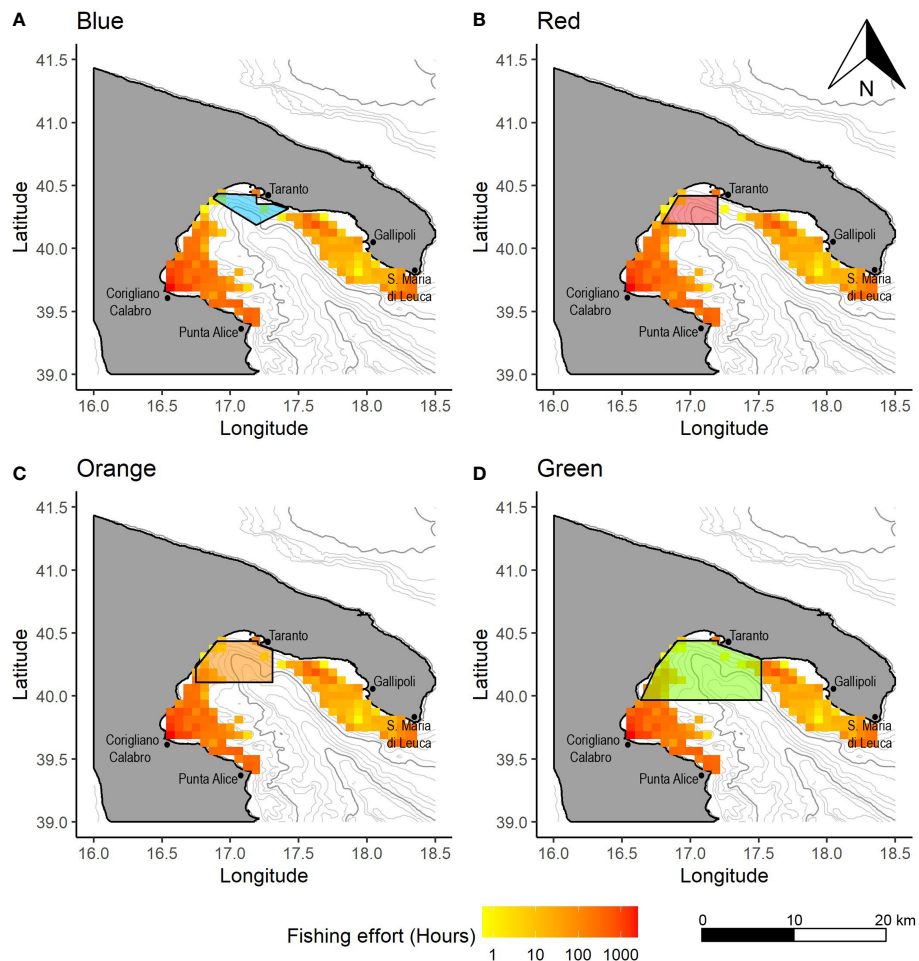 A Blue
41.5
41.0
40.5
40.0
39.5
39.0
Latitude
Taranto
Gallipoli
S. Maria
di Leuca
Corigliano
Calabro
Punta Alice
16.0 16.5 17.0 17.5 18.0 18.5
Longitude
B Red
N
41.5
41.0
40.5
40.0
39.5
39.0
Latitude
Taranto
Gallipoli
S. Maria
di Leuca
Corigliano
Calabro
Punta Alice
16.0 16.5 17.0 17.5 18.0 18.5
Longitude
C Orange
41.5
41.0
40.5
40.0
39.5
39.0
Latitude
Taranto
Gallipoli
S. Maria
di Leuca
Corigliano
Calabro
Punta Alice
16.0 16.5 17.0 17.5 18.0 18.5
Longitude
D Green
41.5
41.0
40.5
40.0
39.5
39.0
Latitude
Taranto
Gallipoli
S. Maria
di Leuca
Corigliano
Calabro
Punta Alice
16.0 16.5 17.0 17.5 18.0 18.5
Longitude
Fishing effort (Hours)
1 10 100 1000
0 10 20 km